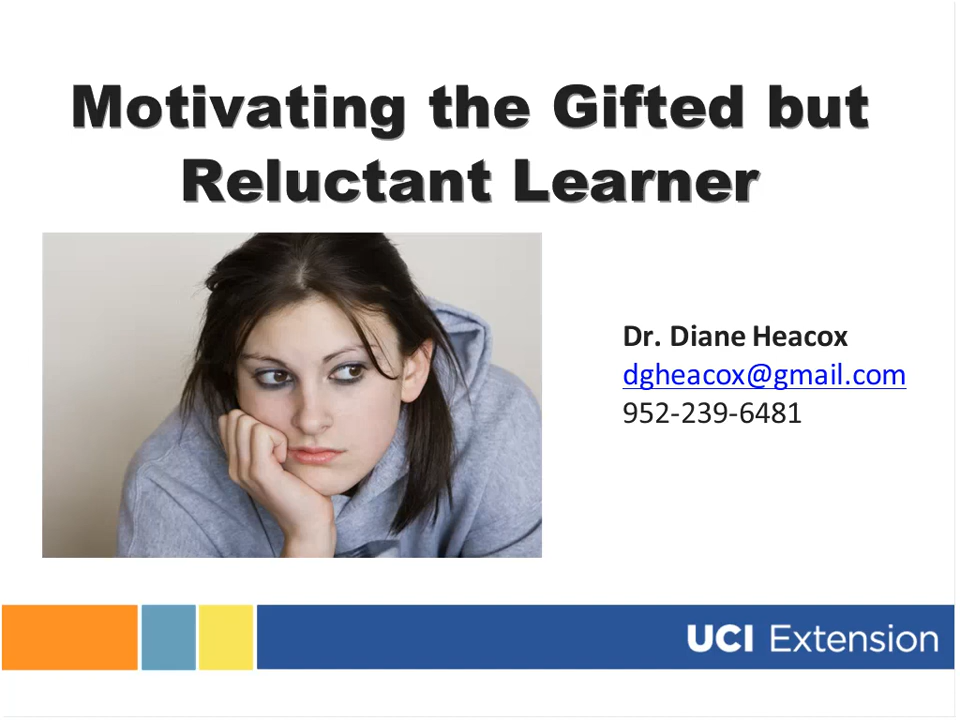 Motivating the Gifted but
Reluctant Learner
Dr. Diane Heacox
dgheacox@gmail.com
952-239-6481
UCI Extension